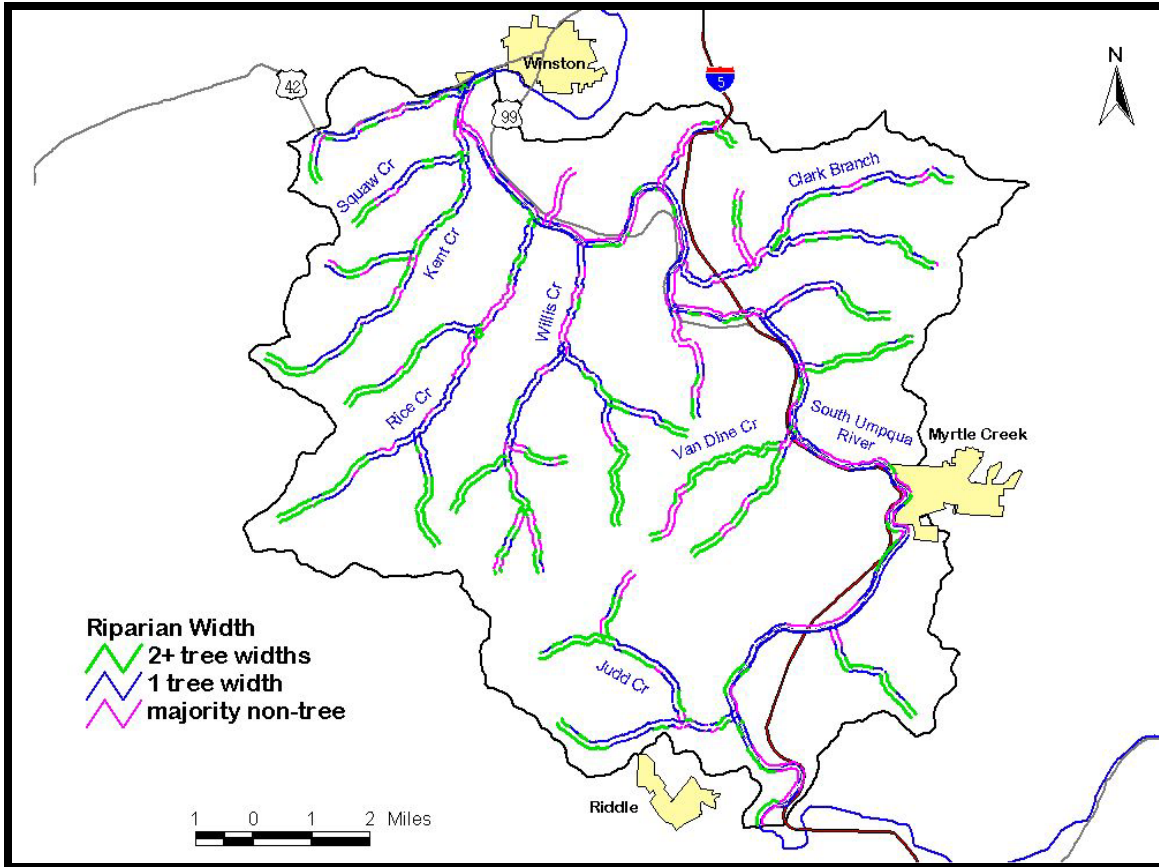 Winston
42
5
N
99
Clark Branch
Squaw Cr
Kent Cr
Willis Cr
Rice Cr
South Umpqua
River
Myrtle Creek
Van Dine Cr
Riparian Width
2+ tree widths
1 tree width
majority non-tree
Judd Cr
Riddle
1 0 1 2 Miles